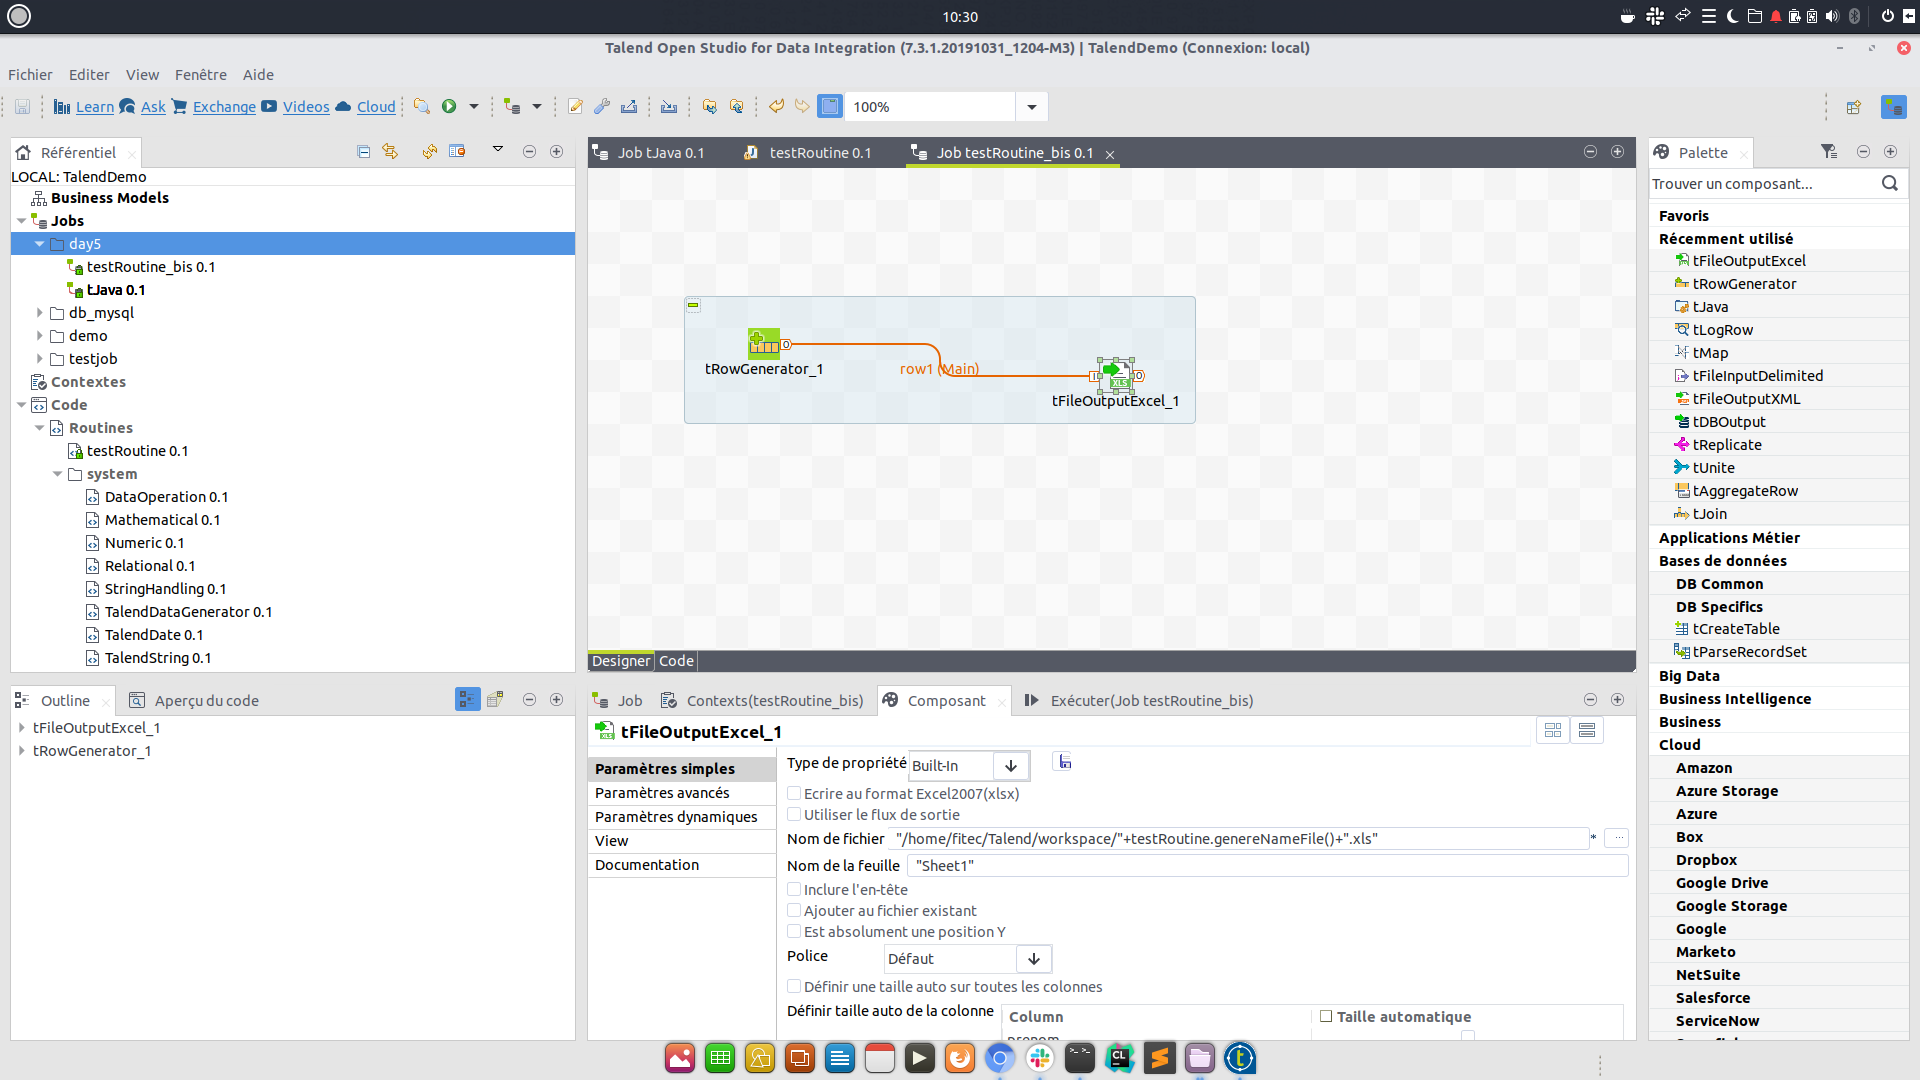 10:30
Talend Open Studio for Data Integration (7.3.1.20191031_1204-M3) | TalendDemo (Connexion: local)
Fichier Editer View Fenêtre Aide
Learn Ask Exchange Videos Cloud 100%
Référentiel
LOCAL: TalendDemo
Business Models
Jobs
day5
testRoutine_bis 0.1
tJava 0.1
db_mysql
demo
testjob
Contextes
Code
Routines
testRoutine 0.1
system
DataOperation 0.1
Mathematical 0.1
Numeric 0.1
Relational 0.1
StringHandling 0.1
TalendDataGenerator 0.1
TalendDate 0.1
TalendString 0.1
Job tJava 0.1 testRoutine 0.1 Job testRoutine_bis 0.1
tRowGenerator_1
row1 (Main)
tFileOutputExcel_1
Designer Code
Palette
Trouver un composant...
Favoris
Récemment utilisé
tFileOutputExcel
tRowGenerator
tJava
tLogRow
tMap
tFileInputDelimited
tFileOutputXML
tDBOutput
tReplicate
tUnite
tAggregateRow
tJoin
Applications Métier
Bases de données
DB Common
DB Specifics
tCreateTable
tParseRecordSet
Big Data
Business Intelligence
Business
Cloud
Amazon
Azure Storage
Azure
Box
Dropbox
Google Drive
Google Storage
Google
Marketo
NetSuite
Salesforce
ServiceNow
Outline Aperçu du code
tFileOutputExcel_1
tRowGenerator_1
Job Contexts(testRoutine_bis) Composant Exécuter(Job testRoutine_bis)
tFileOutputExcel_1
Paramètres simples
Paramètres avancés
Paramètres dynamiques
View
Documentation
Type de propriété Built-In
Ecrire au format Excel2007(xlsx)
Utiliser le flux de sortie
Nom de fichier "/home/fitec/Talend/workspace/"+testRoutine.genereNameFile()+".xls" * ...
Nom de la feuille "Sheet1"
Inclure l'en-tête
Ajouter au fichier existant
Est absolument une position Y
Police Défaut
Définir une taille auto sur toutes les colonnes
Définir taille auto de la colonne Column Taille automatique